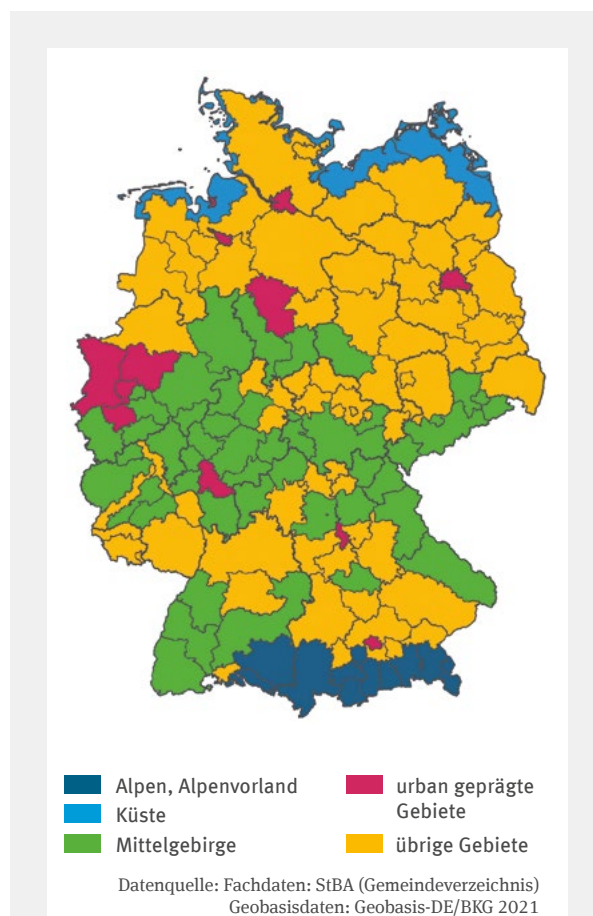 Alpen, Alpenvorland
Küste
Mittelgebirge
urban geprägte
Gebiete
übrige Gebiete
Datenquelle: Fachdaten: StBA (Gemeindeverzeichnis)
Geobasisdaten: Geobasis-DE/BKG 2021